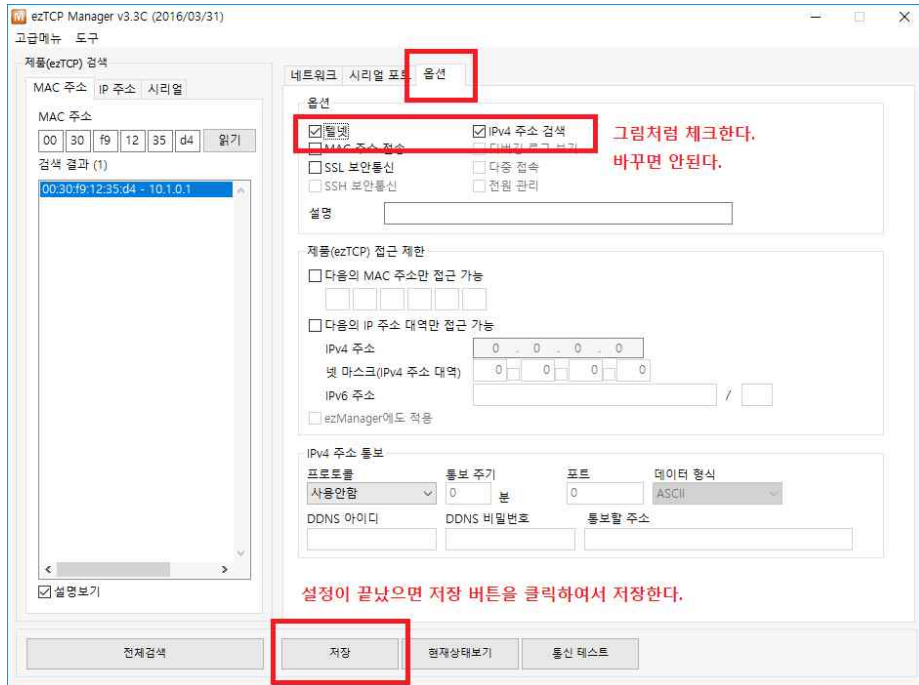 ezTCP Manager v3.3C (2016/03/31)
고급메뉴 도구
제품(ezTCP) 검색
MAC 주소 IP 주소 시리얼
MAC 주소
00 30 f9 12 35 d4 읽기
검색 결과 (1)
00:30:f9:12:35:d4 - 10.1.0.1
설명보기
전체검색
네트워크 시리얼 포트 옵션
옵션
텔넷 IPv4 주소 검색
MAC 주소 전송 디버깅 로그 보기
SSL 보안통신 다중 접속
SSH 보안통신 전원 관리
설명
그림처럼 체크한다.
바꾸면 안된다.
제품(ezTCP) 접근 제한
다음의 MAC 주소만 접근 가능
다음의 IP 주소 대역만 접근 가능
IPv4 주소 0 . 0 . 0 . 0
넷 마스크(IPv4 주소 대역) 0 0 0 0
IPv6 주소 /
ezManager에도 적용
IPv4 주소 통보
프로토콜 통보 주기 포트 데이터 형식
사용안함 0 분 0 ASCII
DDNS 아이디 DDNS 비밀번호 통보할 주소
설정이 끝났으면 저장 버튼을 클릭하여서 저장한다.
저장 현재상태보기 통신 테스트